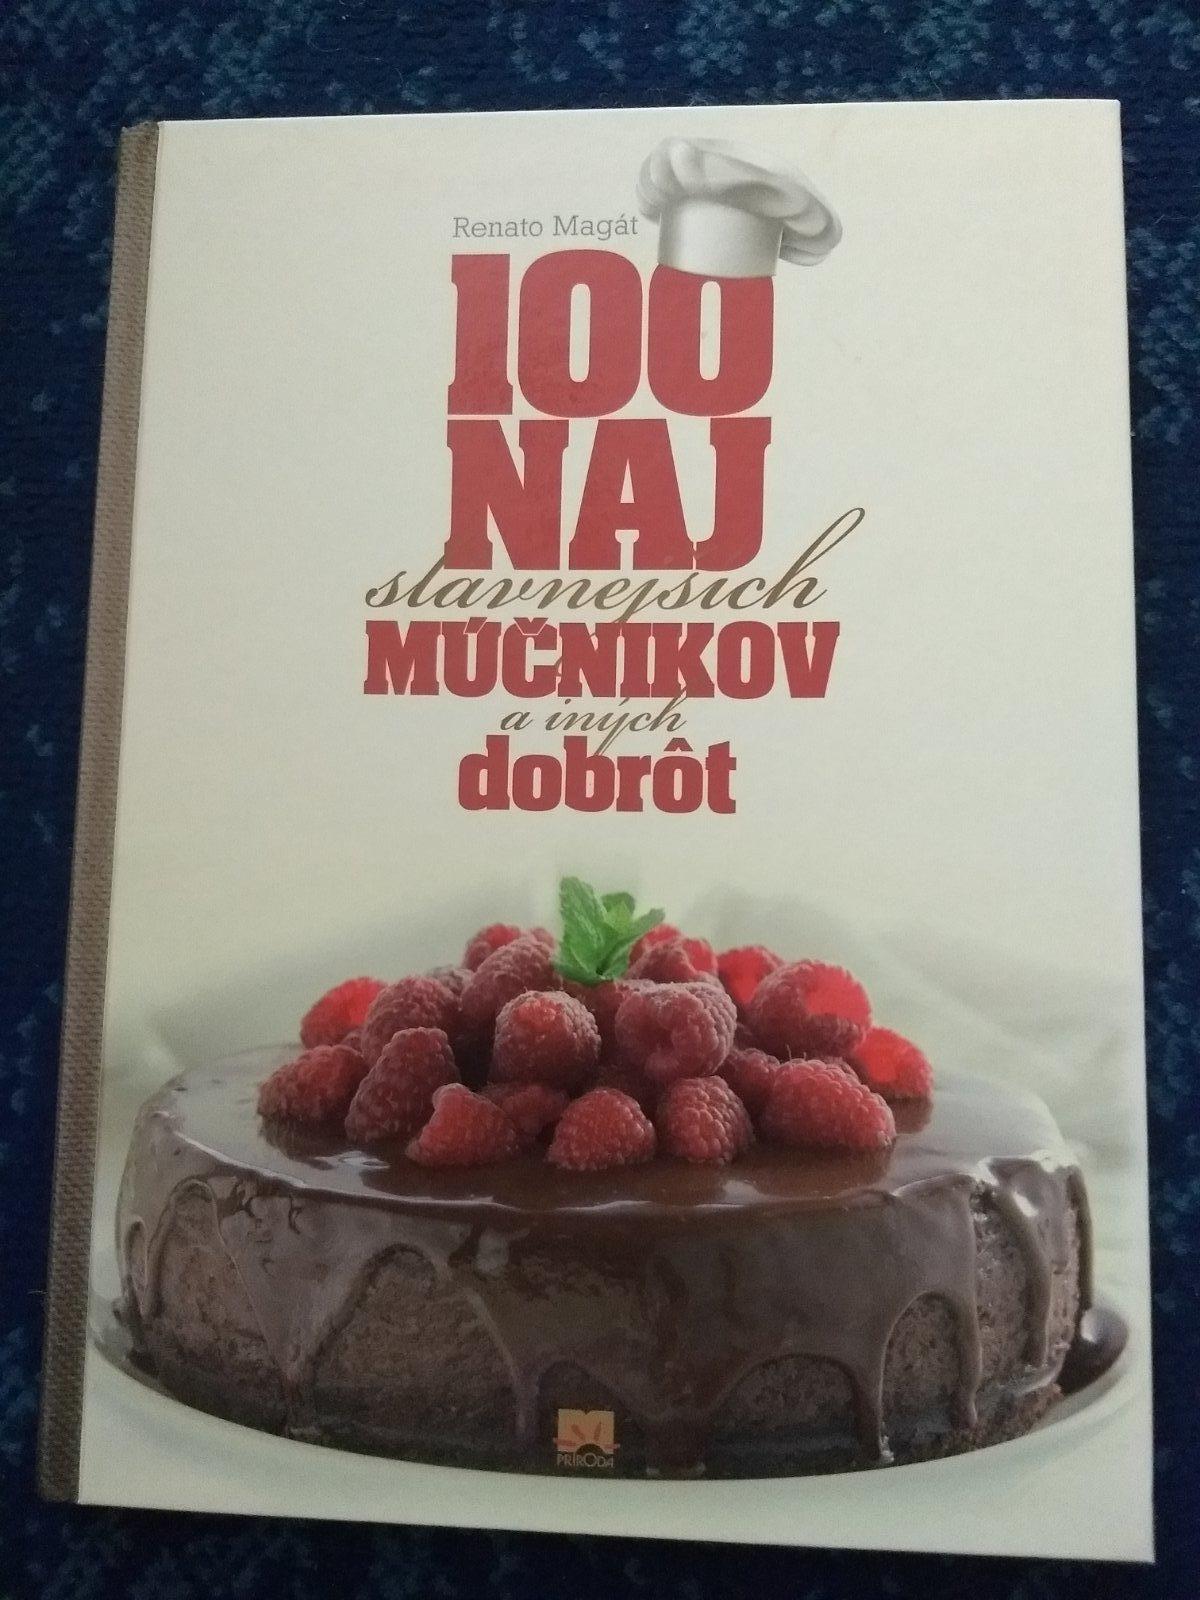 Renato Magát
100
NAJ
slávnejších
MÚČNIKOV
a iných
dobrôt
PRÍRODA